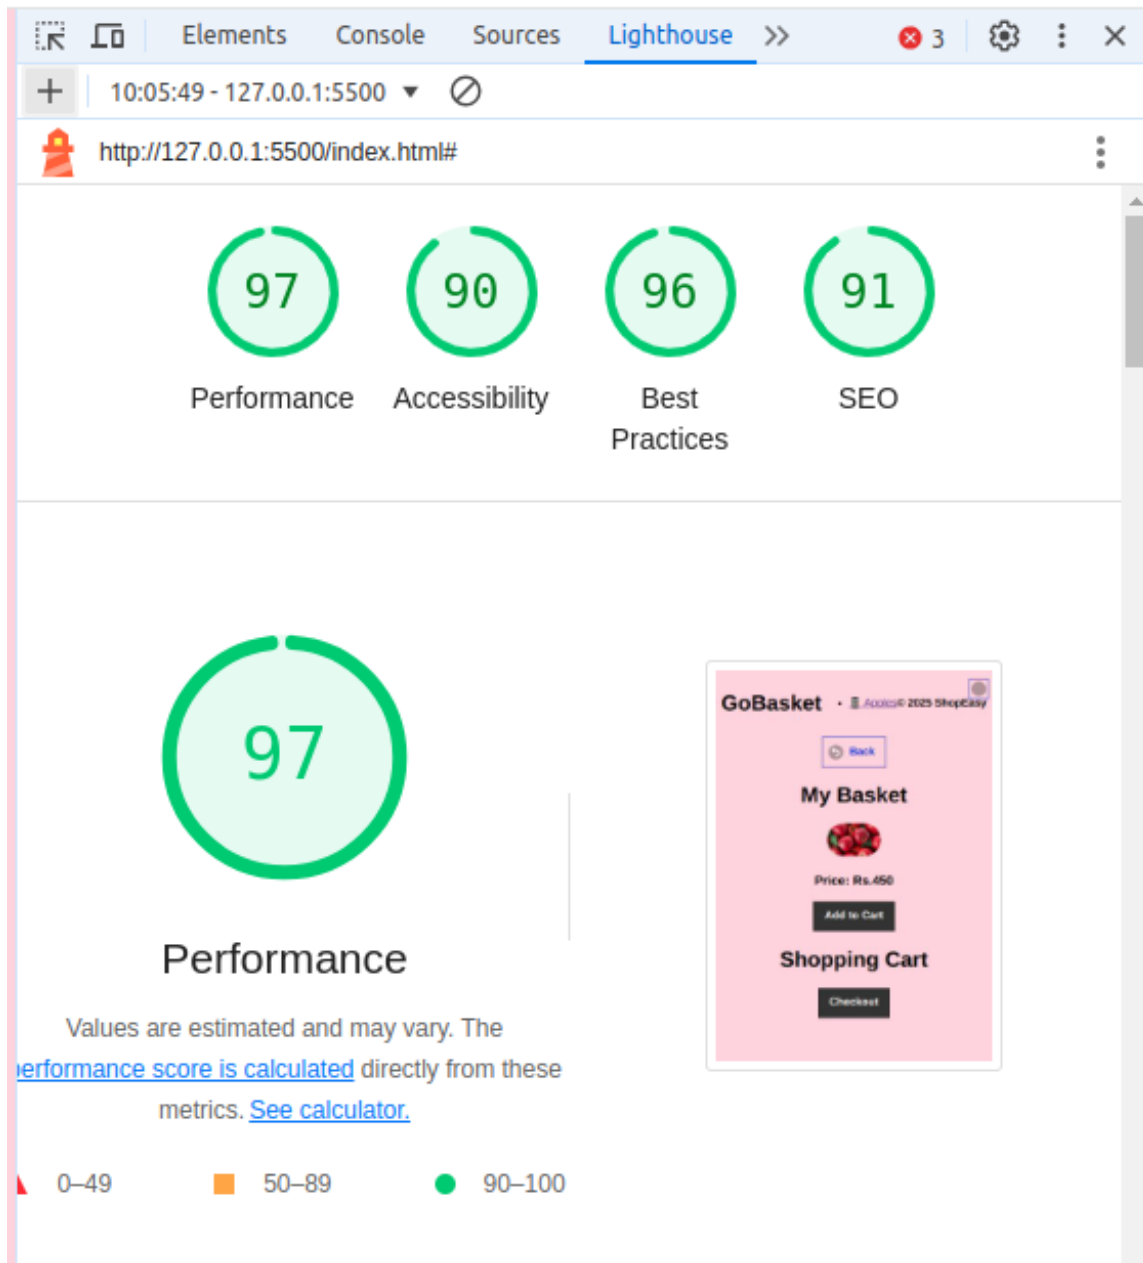 Elements Console Sources Lighthouse 3
10:05:49 - 127.0.0.1:5500
http://127.0.0.1:5500/index.html#
97 90 96 91
Performance Accessibility Best Practices SEO
97
Performance
Values are estimated and may vary. The
performance score is calculated directly from these
metrics. See calculator.
0–49 50–89 90–100
GoBasket Apples © 2025 ShopEasy
Back
My Basket
Price: Rs.450
Add to Cart
Shopping Cart
Checkout